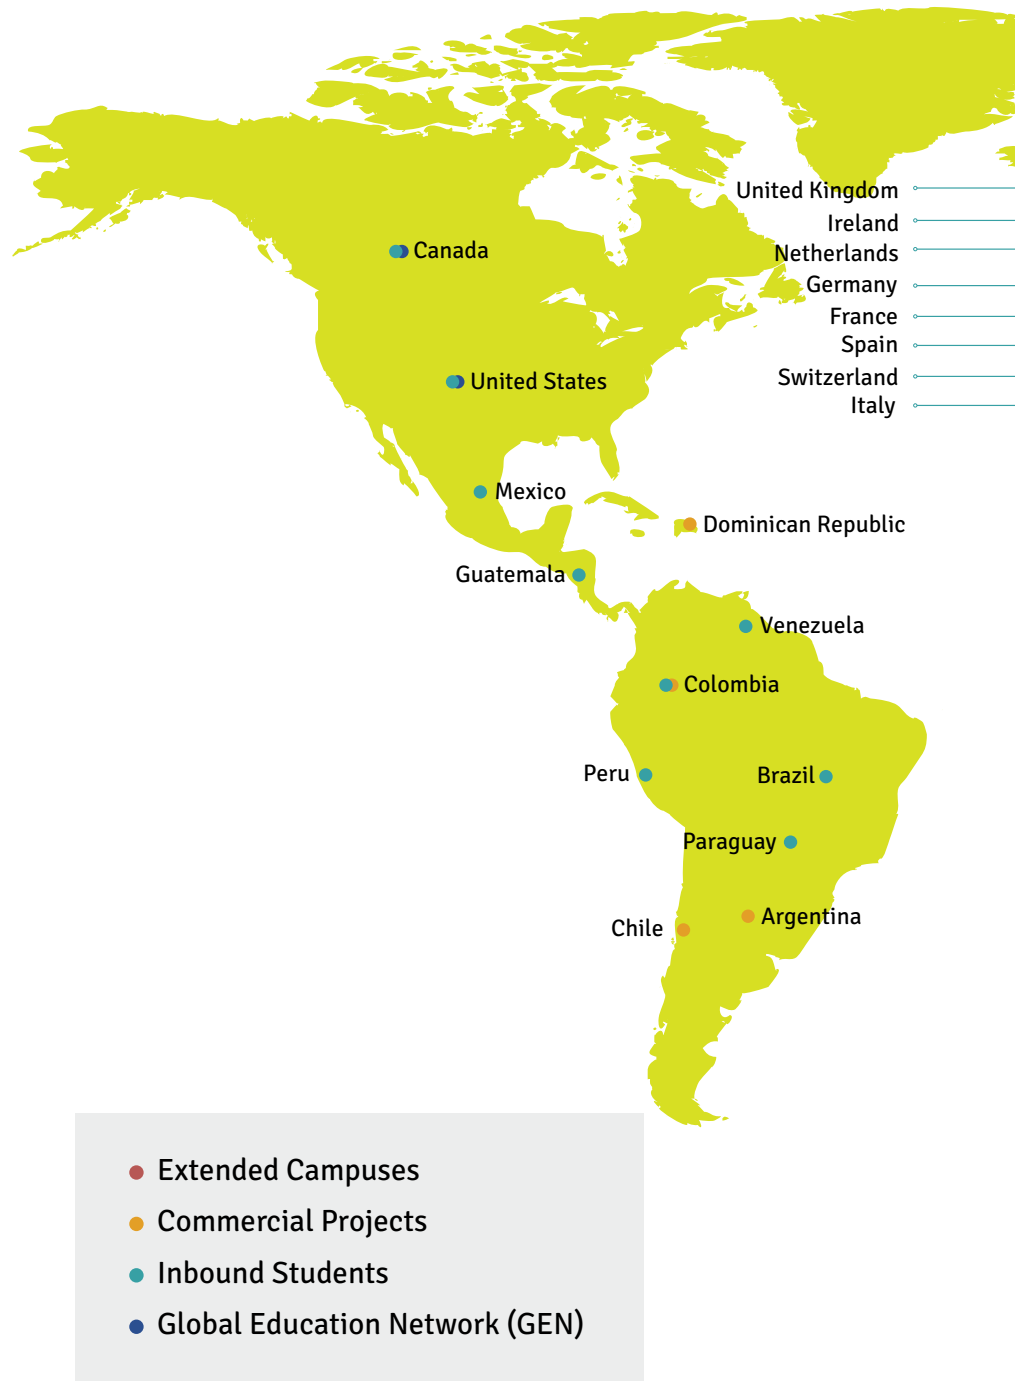 United Kingdom
Ireland
Canada
Netherlands
Germany
France
Spain
United States
Switzerland
Italy
Mexico
Dominican Republic
Guatemala
Venezuela
Colombia
Peru
Brazil
Paraguay
Argentina
Chile
Extended Campuses
Commercial Projects
Inbound Students
Global Education Network (GEN)